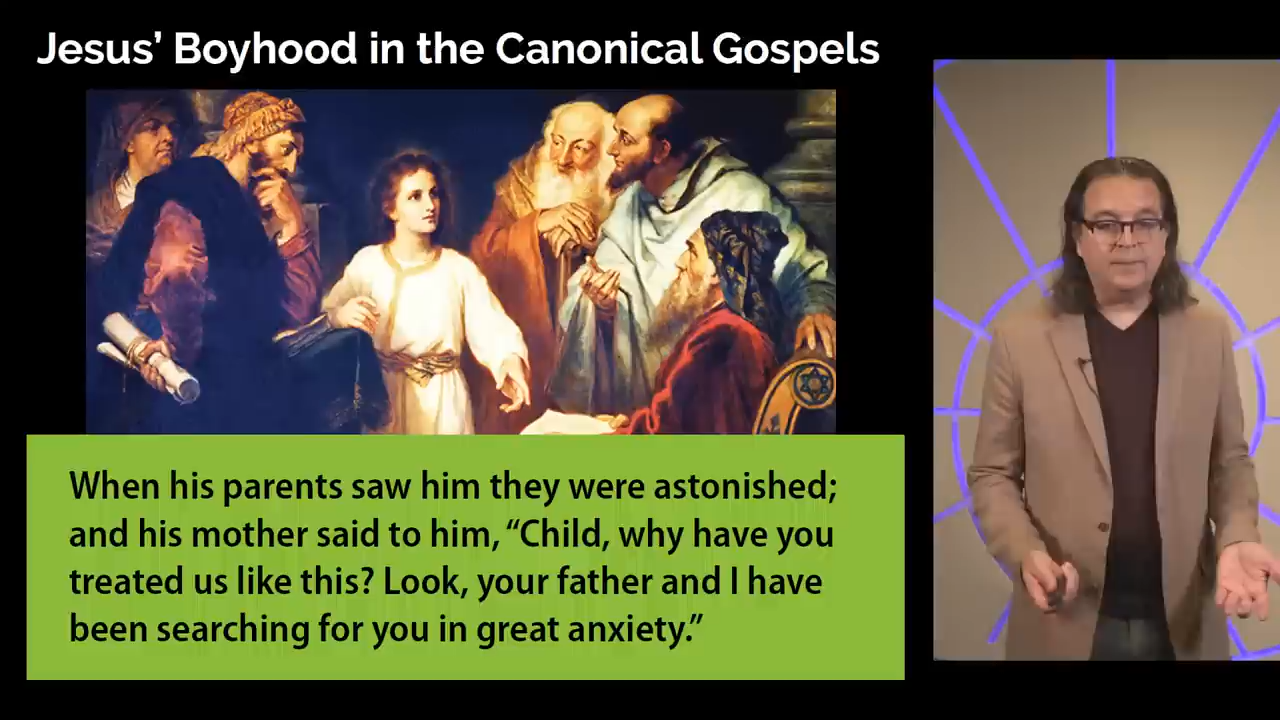 Jesus’ Boyhood in the Canonical Gospels
When his parents saw him they were astonished;
and his mother said to him, “Child, why have you
treated us like this? Look, your father and I have
been searching for you in great anxiety.”